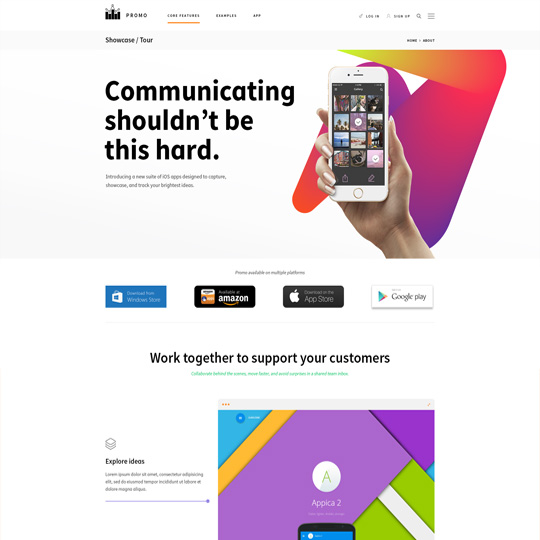 PROMO
CORE FEATURES
EXAMPLES
APP
LOG IN
SIGN UP
Showcase / Tour
HOME > ABOUT
Communicating
shouldn't be
this hard.
Introducing a new suite of iOS apps designed to capture,
showcase, and track your brightest ideas.
Gallery
Promo available on multiple platforms
Download from
Windows Store
Available at
amazon
Download on the
App Store
Google play
Work together to support your customers
Collaborate behind the scenes, move faster, and avoid surprises in a shared team inbox.
Explore ideas
Lorem ipsum dolor sit amet, consectetur adipiscing
elit, sed do eiusmod tempor incididunt ut labore et
dolore magna aliqua.
A
Appica 2